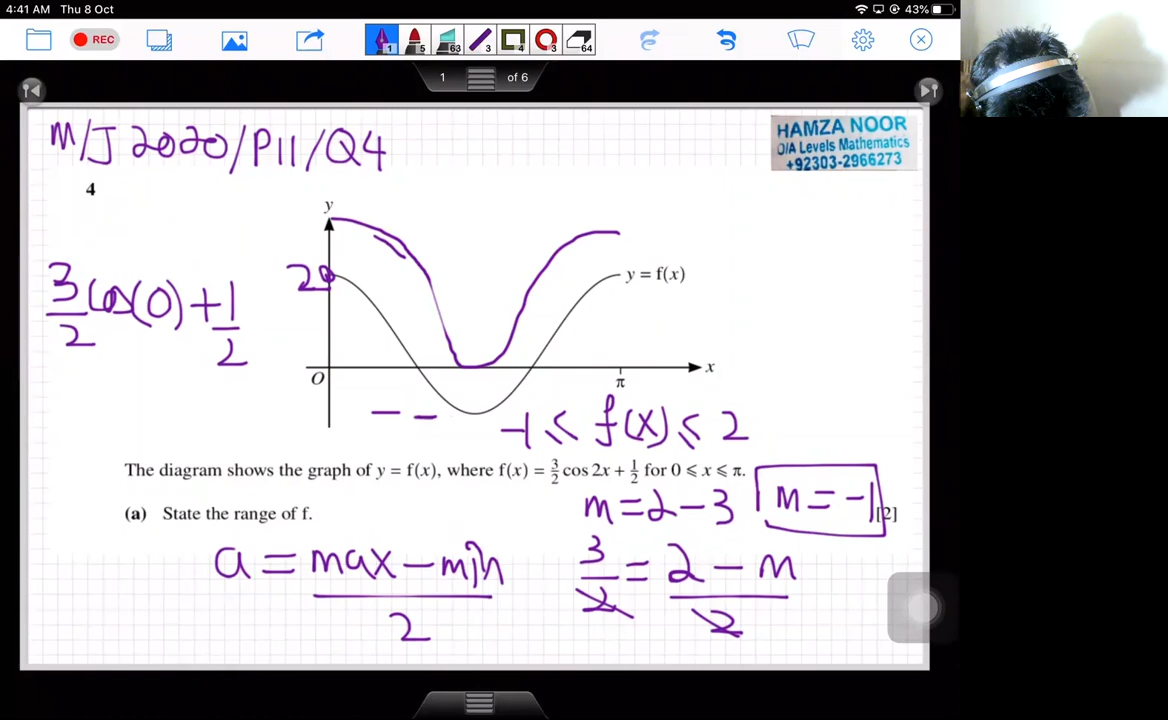 4:41 AM Thu 8 Oct
43%
REC
1 5 63 3 4 3 64
1 of 6
M/J 2020/P11/Q4
HAMZA NOOR
O/A Levels Mathematics
+92303-2966273
4
y
3/2 cos(0) + 1/2
2
y = f(x)
O
π
x
-1 ⩽ f(x) ⩽ 2
The diagram shows the graph of y = f(x), where f(x) = 3/2 cos 2x + 1/2 for 0 ⩽ x ⩽ π.
m = 2 - 3
m = -1
(a) State the range of f.
[2]
a = max - min / 2
3/2 = 2 - m / 2